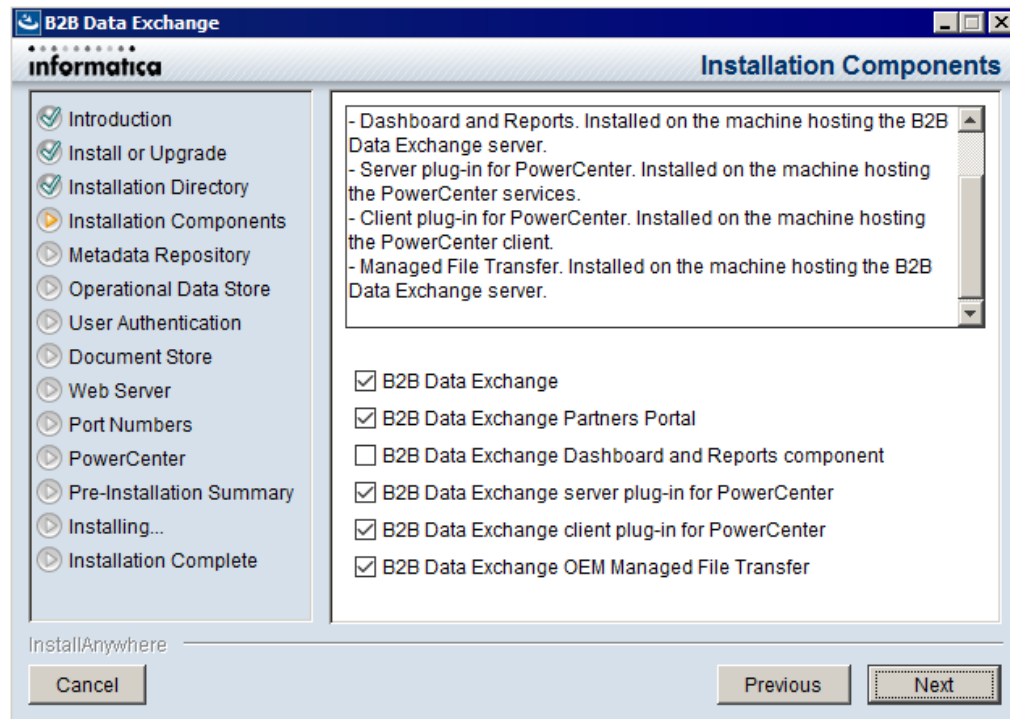 B2B Data Exchange
informatica
Installation Components
Introduction
Install or Upgrade
Installation Directory
Installation Components
Metadata Repository
Operational Data Store
User Authentication
Document Store
Web Server
Port Numbers
PowerCenter
Pre-Installation Summary
Installing...
Installation Complete
- Dashboard and Reports. Installed on the machine hosting the B2B
Data Exchange server.
- Server plug-in for PowerCenter. Installed on the machine hosting
the PowerCenter services.
- Client plug-in for PowerCenter. Installed on the machine hosting
the PowerCenter client.
- Managed File Transfer. Installed on the machine hosting the B2B
Data Exchange server.
B2B Data Exchange
B2B Data Exchange Partners Portal
B2B Data Exchange Dashboard and Reports component
B2B Data Exchange server plug-in for PowerCenter
B2B Data Exchange client plug-in for PowerCenter
B2B Data Exchange OEM Managed File Transfer
InstallAnywhere
Cancel
Previous
Next